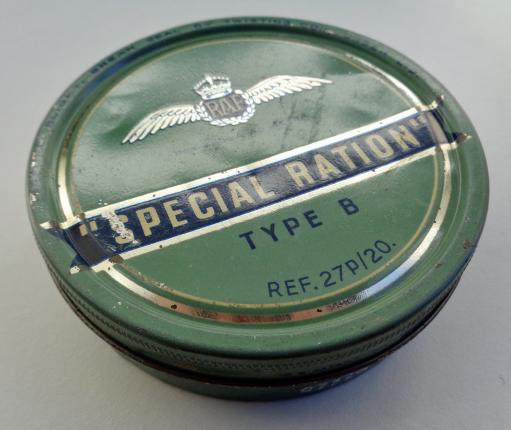 RAF
"SPECIAL RATION"
TYPE B
REF. 27P/20.